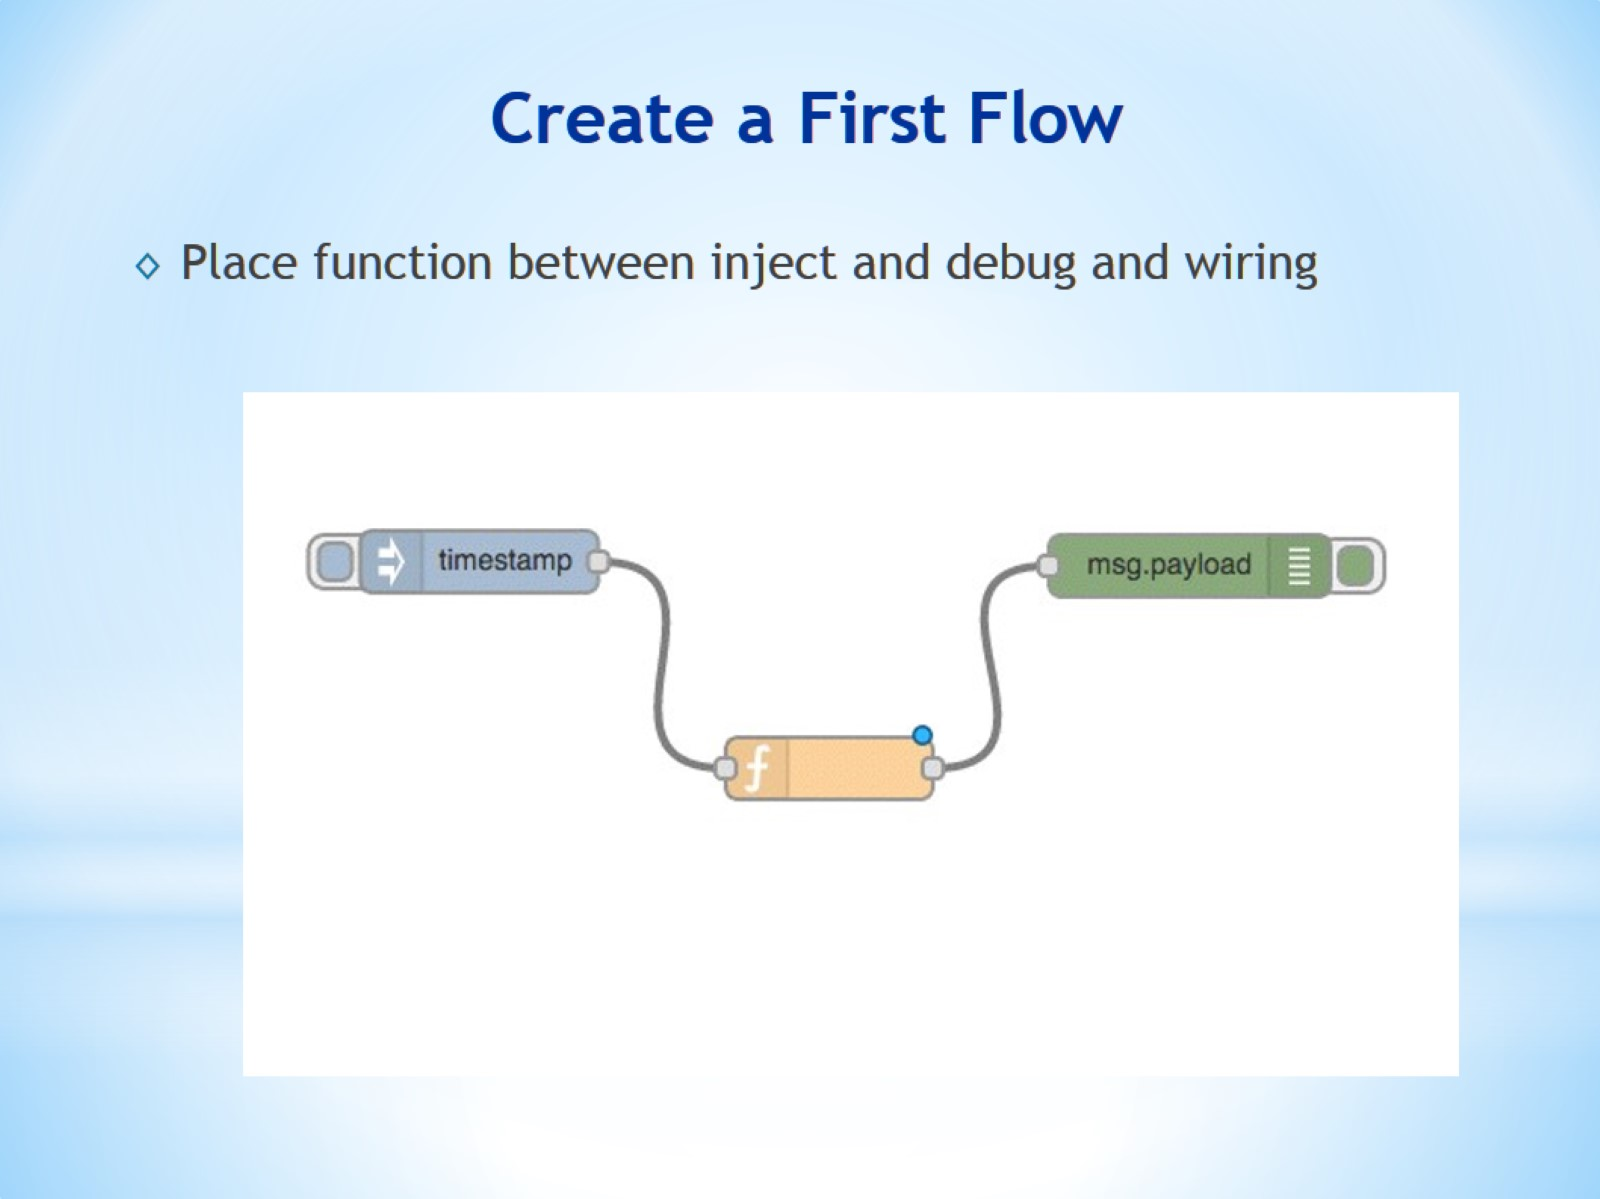 Create a First Flow
Place function between inject and debug and wiring
timestamp
msg.payload
f